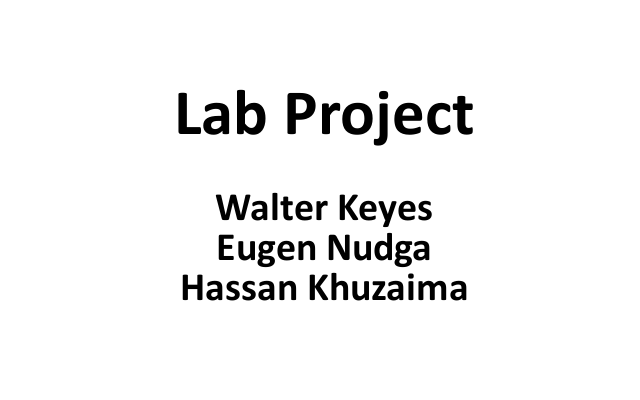 Lab Project
Walter Keyes
Eugen Nudga
Hassan Khuzaima